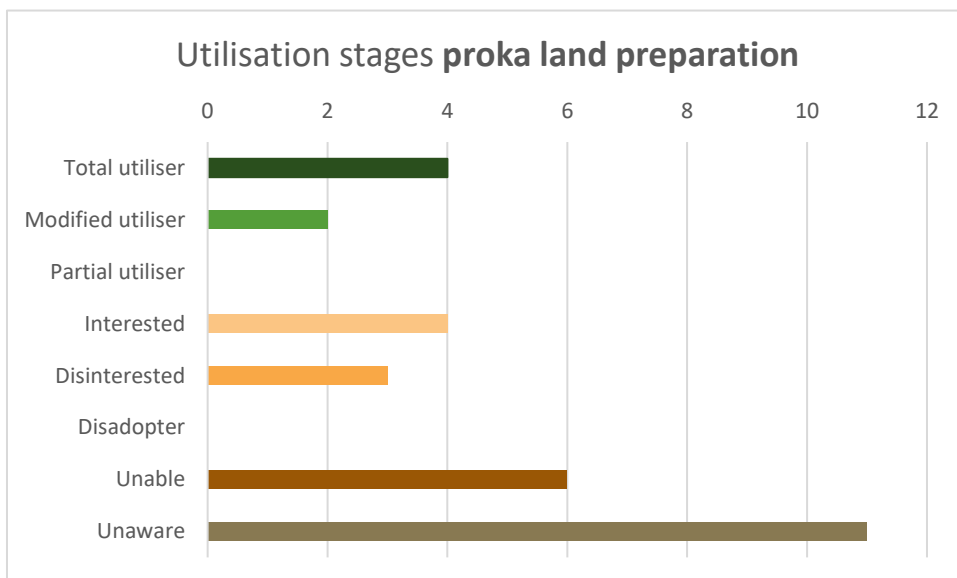 Utilisation stages proka land preparation
0 2 4 6 8 10 12
Total utiliser
Modified utiliser
Partial utiliser
Interested
Disinterested
Disadopter
Unable
Unaware